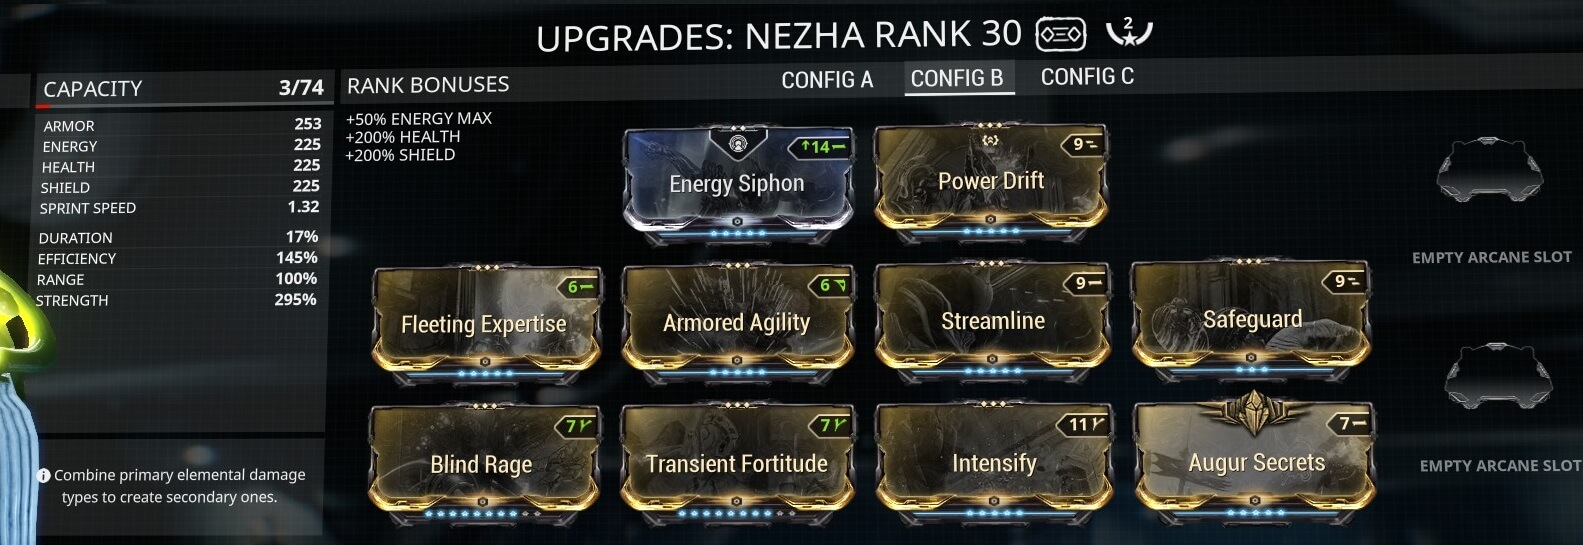 UPGRADES: NEZHA RANK 30
2
CAPACITY 3/74
RANK BONUSES
CONFIG A CONFIG B CONFIG C
ARMOR 253
ENERGY 225
HEALTH 225
SHIELD 225
SPRINT SPEED 1.32
DURATION 17%
EFFICIENCY 145%
RANGE 100%
STRENGTH 295%
+50% ENERGY MAX
+200% HEALTH
+200% SHIELD
14
Energy Siphon
9
Power Drift
EMPTY ARCANE SLOT
6
Fleeting Expertise
6
Armored Agility
9
Streamline
9
Safeguard
7
Blind Rage
7
Transient Fortitude
11
Intensify
7
Augur Secrets
EMPTY ARCANE SLOT
Combine primary elemental damage
types to create secondary ones.